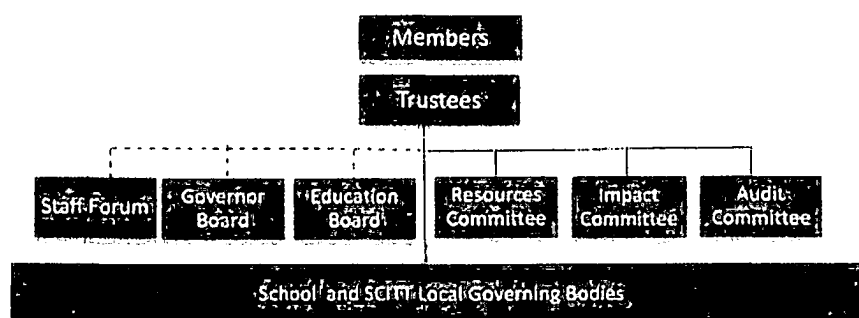 Members
Trustees
Staff Forum
Governor
Board
Education
Board
Resources
Committee
Impact
Committee
Audit
Committee
School and SCITT Local Governing Bodies